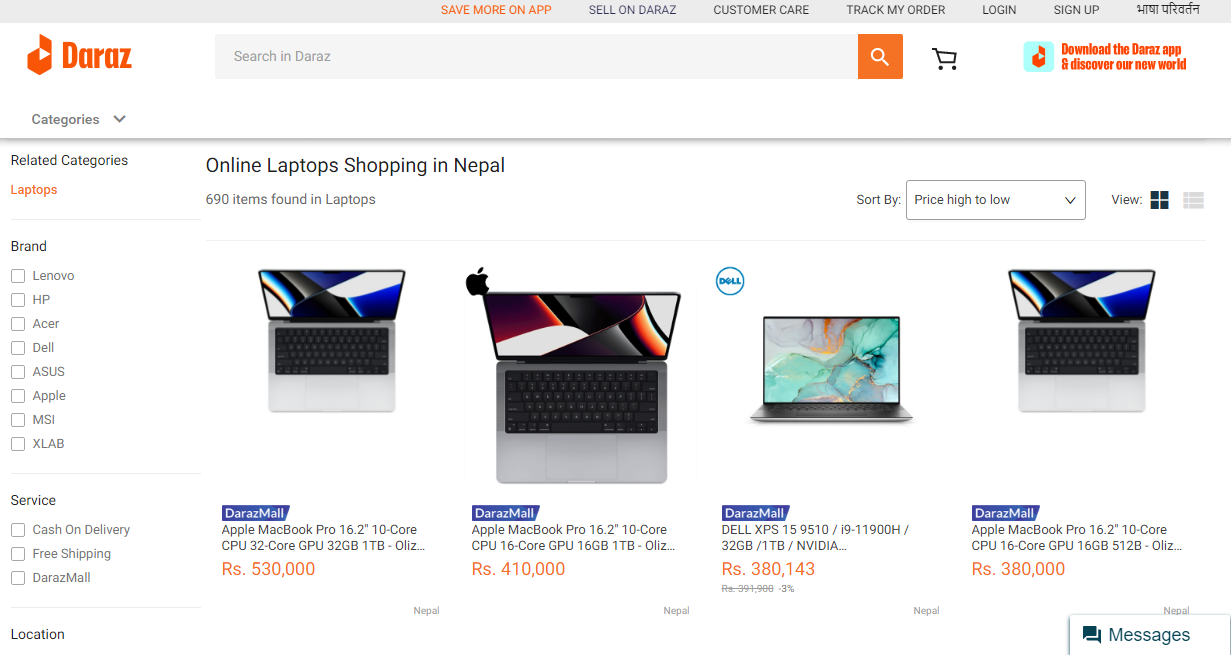 SAVE MORE ON APP
SELL ON DARAZ
CUSTOMER CARE
TRACK MY ORDER
LOGIN
SIGN UP
भाषा परिवर्तन
Daraz
Search in Daraz
Download the Daraz app
& discover our new world
Categories
Related Categories
Laptops
Brand
Lenovo
HP
Acer
Dell
ASUS
Apple
MSI
XLAB
Service
Cash On Delivery
Free Shipping
DarazMall
Location
Online Laptops Shopping in Nepal
690 items found in Laptops
Sort By:
Price high to low
View:
DarazMall
Apple MacBook Pro 16.2" 10-Core
CPU 32-Core GPU 32GB 1TB - Oliz...
Rs. 530,000
Nepal
DarazMall
Apple MacBook Pro 16.2" 10-Core
CPU 16-Core GPU 16GB 1TB - Oliz...
Rs. 410,000
Nepal
DELL
DarazMall
DELL XPS 15 9510 / i9-11900H /
32GB /1TB / NVIDIA...
Rs. 380,143
Rs. 391,900 -3%
Nepal
DarazMall
Apple MacBook Pro 16.2" 10-Core
CPU 16-Core GPU 16GB 512B - Oliz...
Rs. 380,000
Nepal
Messages